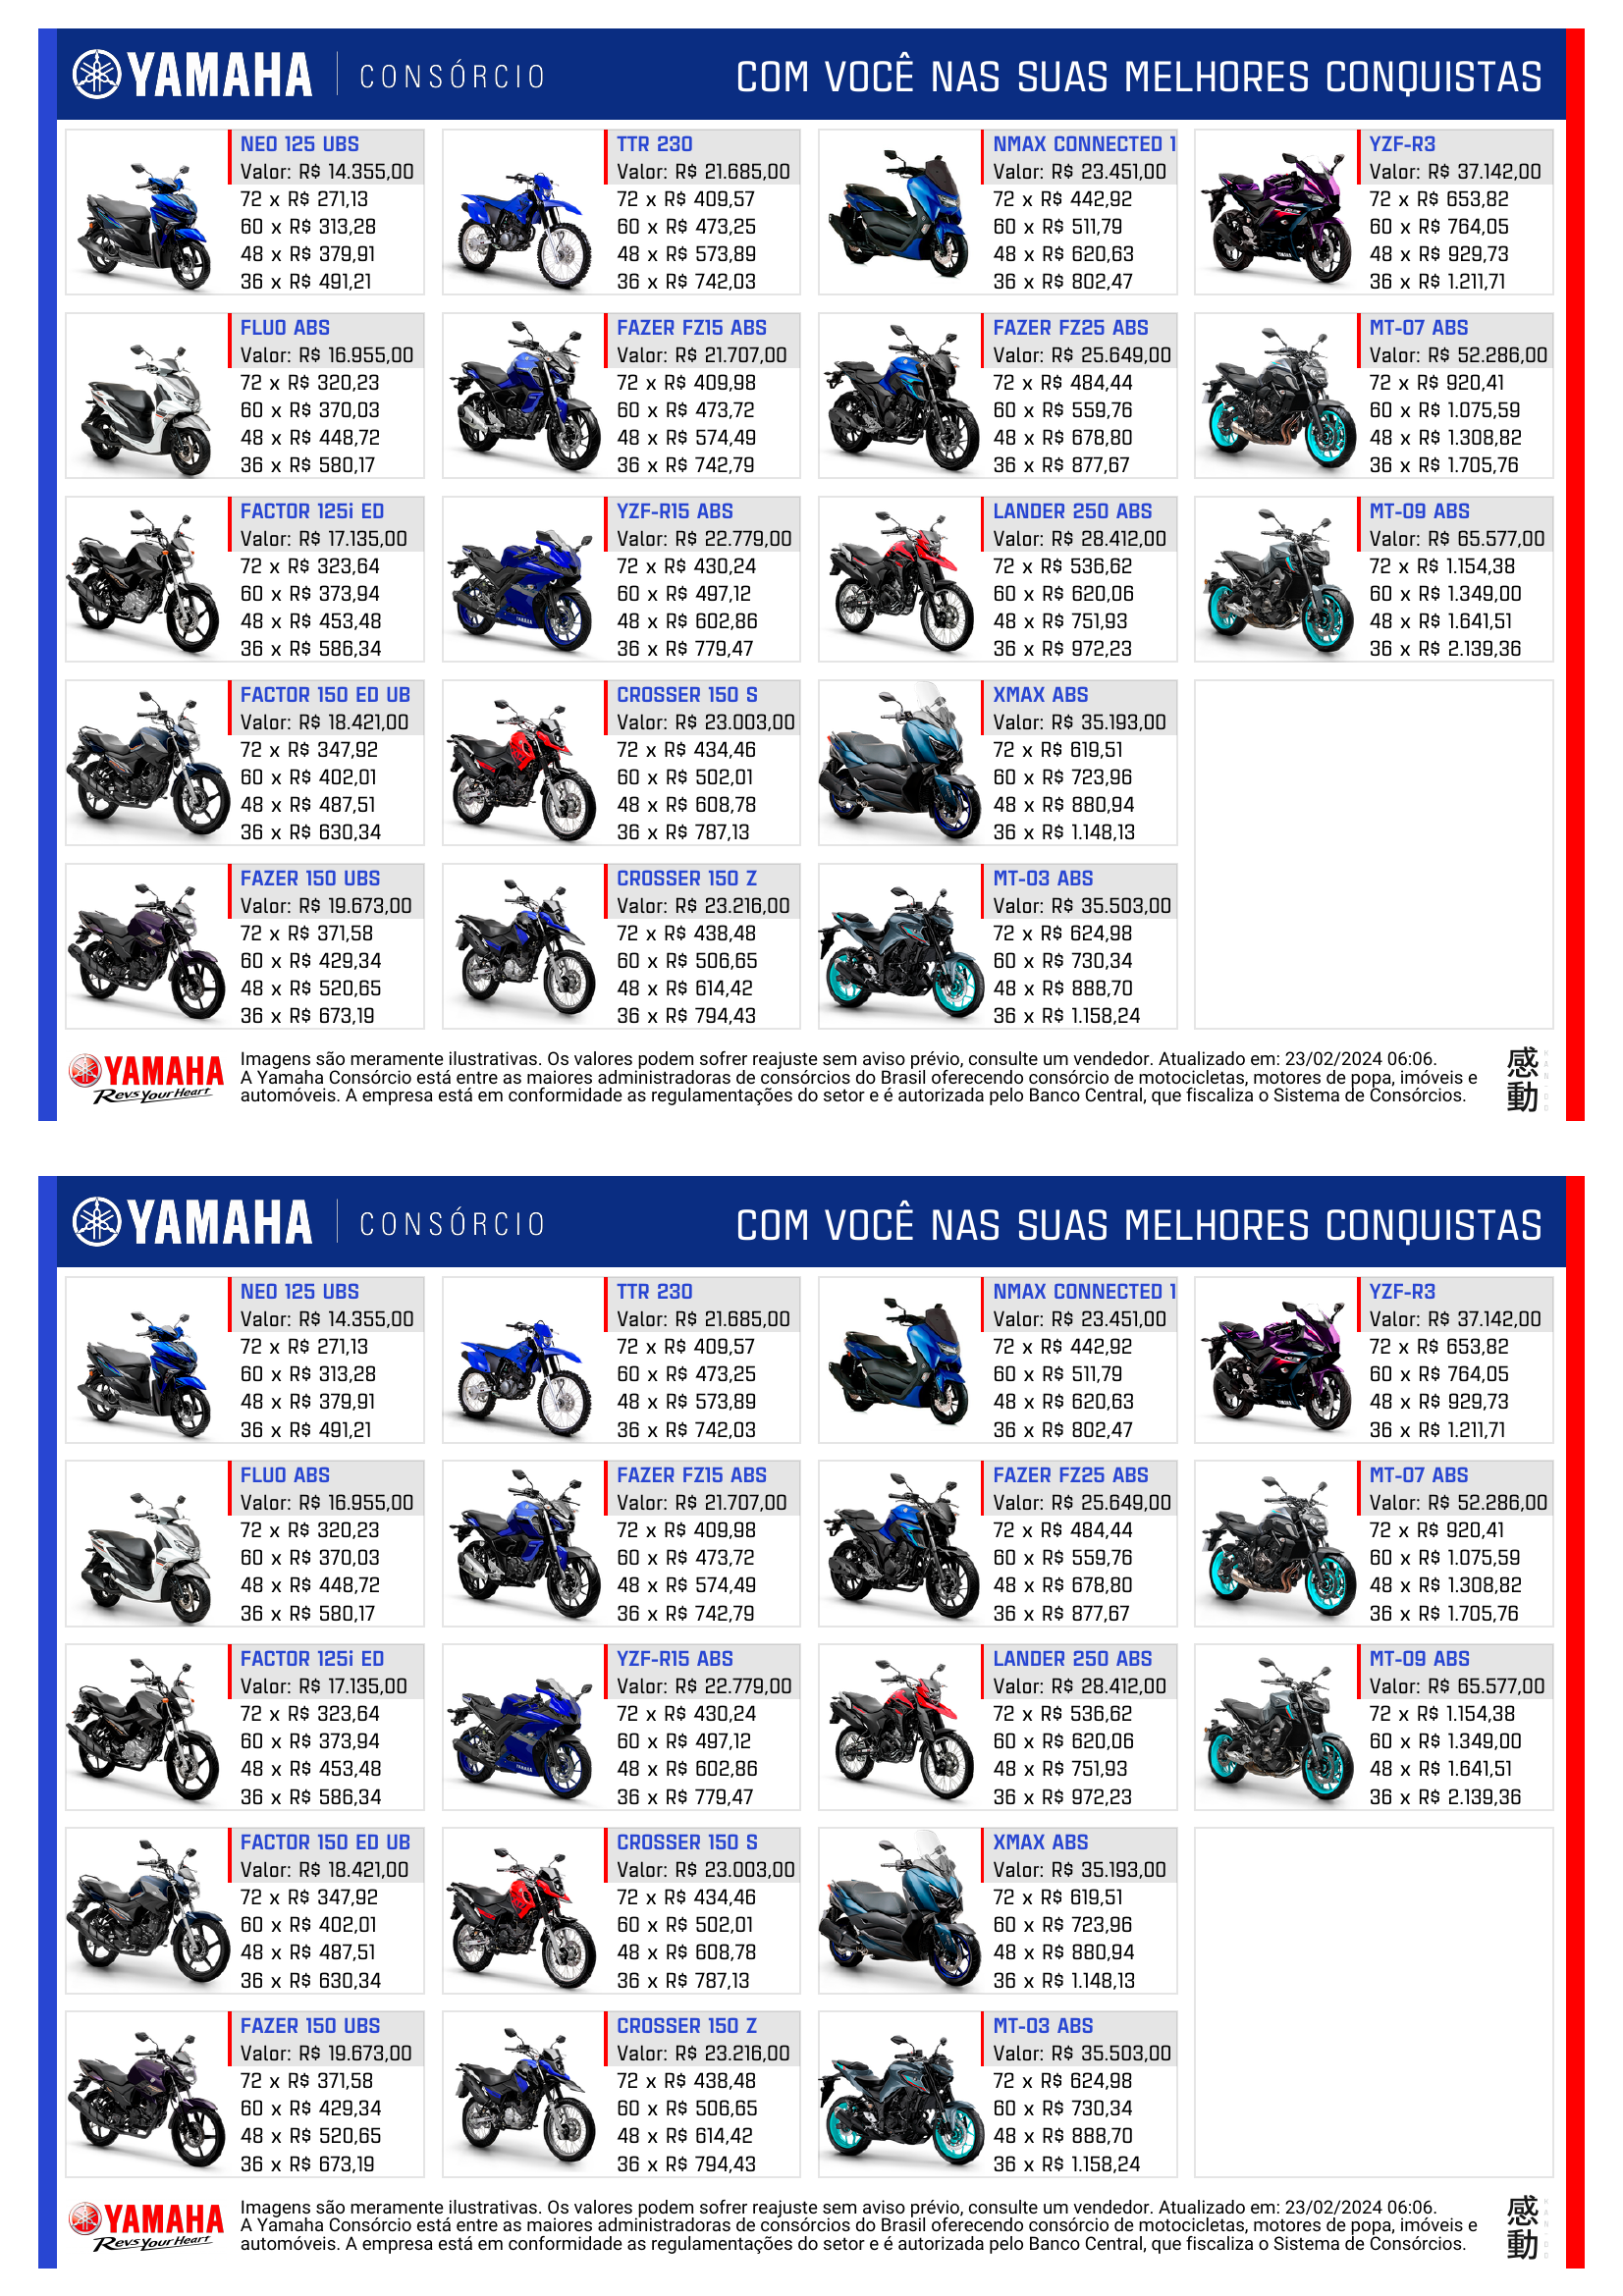 YAMAHA CONSÓRCIO COM VOCÊ NAS SUAS MELHORES CONQUISTAS
NEO 125 UBS
Valor: R$ 14.355,00
72 x R$ 271,13
60 x R$ 313,28
48 x R$ 379,91
36 x R$ 491,21
TTR 230
Valor: R$ 21.685,00
72 x R$ 409,57
60 x R$ 473,25
48 x R$ 573,89
36 x R$ 742,03
NMAX CONNECTED 1
Valor: R$ 23.451,00
72 x R$ 442,92
60 x R$ 511,79
48 x R$ 620,63
36 x R$ 802,47
YZF-R3
Valor: R$ 37.142,00
72 x R$ 653,82
60 x R$ 764,05
48 x R$ 929,73
36 x R$ 1.211,71
FLUO ABS
Valor: R$ 16.955,00
72 x R$ 320,23
60 x R$ 370,03
48 x R$ 448,72
36 x R$ 580,17
FAZER FZ15 ABS
Valor: R$ 21.707,00
72 x R$ 409,98
60 x R$ 473,72
48 x R$ 574,49
36 x R$ 742,79
FAZER FZ25 ABS
Valor: R$ 25.649,00
72 x R$ 484,44
60 x R$ 559,76
48 x R$ 678,80
36 x R$ 877,67
MT-07 ABS
Valor: R$ 52.286,00
72 x R$ 920,41
60 x R$ 1.075,59
48 x R$ 1.308,82
36 x R$ 1.705,76
FACTOR 125i ED
Valor: R$ 17.135,00
72 x R$ 323,64
60 x R$ 373,94
48 x R$ 453,48
36 x R$ 586,34
YZF-R15 ABS
Valor: R$ 22.779,00
72 x R$ 430,24
60 x R$ 497,12
48 x R$ 602,86
36 x R$ 779,47
LANDER 250 ABS
Valor: R$ 28.412,00
72 x R$ 536,62
60 x R$ 620,06
48 x R$ 751,93
36 x R$ 972,23
MT-09 ABS
Valor: R$ 65.577,00
72 x R$ 1.154,38
60 x R$ 1.349,00
48 x R$ 1.641,51
36 x R$ 2.139,36
FACTOR 150 ED UB
Valor: R$ 18.421,00
72 x R$ 347,92
60 x R$ 402,01
48 x R$ 487,51
36 x R$ 630,34
CROSSER 150 S
Valor: R$ 23.003,00
72 x R$ 434,46
60 x R$ 502,01
48 x R$ 608,78
36 x R$ 787,13
XMAX ABS
Valor: R$ 35.193,00
72 x R$ 619,51
60 x R$ 723,96
48 x R$ 880,94
36 x R$ 1.148,13
FAZER 150 UBS
Valor: R$ 19.673,00
72 x R$ 371,58
60 x R$ 429,34
48 x R$ 520,65
36 x R$ 673,19
CROSSER 150 Z
Valor: R$ 23.216,00
72 x R$ 438,48
60 x R$ 506,65
48 x R$ 614,42
36 x R$ 794,43
MT-03 ABS
Valor: R$ 35.503,00
72 x R$ 624,98
60 x R$ 730,34
48 x R$ 888,70
36 x R$ 1.158,24
YAMAHA
Revs Your Heart
Imagens são meramente ilustrativas. Os valores podem sofrer reajuste sem aviso prévio, consulte um vendedor. Atualizado em: 23/02/2024 06:06.
A Yamaha Consórcio está entre as maiores administradoras de consórcios do Brasil oferecendo consórcio de motocicletas, motores de popa, imóveis e
automóveis. A empresa está em conformidade as regulamentações do setor e é autorizada pelo Banco Central, que fiscaliza o Sistema de Consórcios.
感動
YAMAHA CONSÓRCIO COM VOCÊ NAS SUAS MELHORES CONQUISTAS
NEO 125 UBS
Valor: R$ 14.355,00
72 x R$ 271,13
60 x R$ 313,28
48 x R$ 379,91
36 x R$ 491,21
TTR 230
Valor: R$ 21.685,00
72 x R$ 409,57
60 x R$ 473,25
48 x R$ 573,89
36 x R$ 742,03
NMAX CONNECTED 1
Valor: R$ 23.451,00
72 x R$ 442,92
60 x R$ 511,79
48 x R$ 620,63
36 x R$ 802,47
YZF-R3
Valor: R$ 37.142,00
72 x R$ 653,82
60 x R$ 764,05
48 x R$ 929,73
36 x R$ 1.211,71
FLUO ABS
Valor: R$ 16.955,00
72 x R$ 320,23
60 x R$ 370,03
48 x R$ 448,72
36 x R$ 580,17
FAZER FZ15 ABS
Valor: R$ 21.707,00
72 x R$ 409,98
60 x R$ 473,72
48 x R$ 574,49
36 x R$ 742,79
FAZER FZ25 ABS
Valor: R$ 25.649,00
72 x R$ 484,44
60 x R$ 559,76
48 x R$ 678,80
36 x R$ 877,67
MT-07 ABS
Valor: R$ 52.286,00
72 x R$ 920,41
60 x R$ 1.075,59
48 x R$ 1.308,82
36 x R$ 1.705,76
FACTOR 125i ED
Valor: R$ 17.135,00
72 x R$ 323,64
60 x R$ 373,94
48 x R$ 453,48
36 x R$ 586,34
YZF-R15 ABS
Valor: R$ 22.779,00
72 x R$ 430,24
60 x R$ 497,12
48 x R$ 602,86
36 x R$ 779,47
LANDER 250 ABS
Valor: R$ 28.412,00
72 x R$ 536,62
60 x R$ 620,06
48 x R$ 751,93
36 x R$ 972,23
MT-09 ABS
Valor: R$ 65.577,00
72 x R$ 1.154,38
60 x R$ 1.349,00
48 x R$ 1.641,51
36 x R$ 2.139,36
FACTOR 150 ED UB
Valor: R$ 18.421,00
72 x R$ 347,92
60 x R$ 402,01
48 x R$ 487,51
36 x R$ 630,34
CROSSER 150 S
Valor: R$ 23.003,00
72 x R$ 434,46
60 x R$ 502,01
48 x R$ 608,78
36 x R$ 787,13
XMAX ABS
Valor: R$ 35.193,00
72 x R$ 619,51
60 x R$ 723,96
48 x R$ 880,94
36 x R$ 1.148,13
FAZER 150 UBS
Valor: R$ 19.673,00
72 x R$ 371,58
60 x R$ 429,34
48 x R$ 520,65
36 x R$ 673,19
CROSSER 150 Z
Valor: R$ 23.216,00
72 x R$ 438,48
60 x R$ 506,65
48 x R$ 614,42
36 x R$ 794,43
MT-03 ABS
Valor: R$ 35.503,00
72 x R$ 624,98
60 x R$ 730,34
48 x R$ 888,70
36 x R$ 1.158,24
YAMAHA
Revs Your Heart
Imagens são meramente ilustrativas. Os valores podem sofrer reajuste sem aviso prévio, consulte um vendedor. Atualizado em: 23/02/2024 06:06.
A Yamaha Consórcio está entre as maiores administradoras de consórcios do Brasil oferecendo consórcio de motocicletas, motores de popa, imóveis e
automóveis. A empresa está em conformidade as regulamentações do setor e é autorizada pelo Banco Central, que fiscaliza o Sistema de Consórcios.
感動